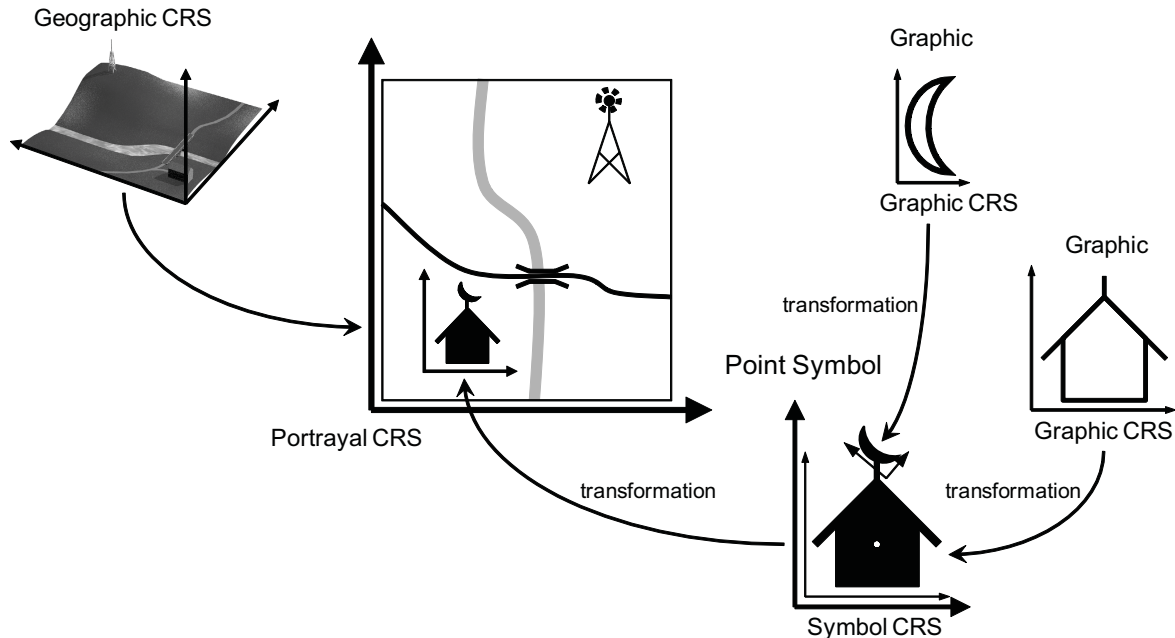 Geographic CRS
Graphic
Graphic CRS
Graphic
transformation
Point Symbol
Portrayal CRS
Graphic CRS
transformation
transformation
Symbol CRS